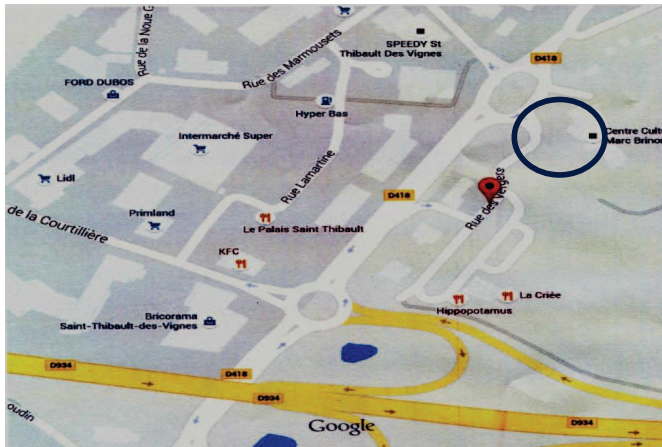 Rue de la Noue G
SPEEDY St
Thibault Des Vignes
D418
Rue des Marmousets
FORD DUBOS
Hyper Bas
Centre Cultu
Marc Brinon
Intermarché Super
Rue Lamartine
Lidl
D418
Rue des Vergers
de la Courtillière
Primland
Le Palais Saint Thibault
KFC
La Criée
Hippopotamus
Bricorama
Saint-Thibault-des-Vignes
D934
D418
D934
D934
oudin
Google